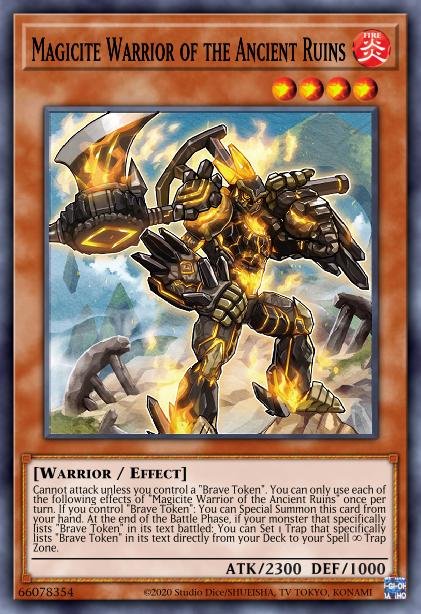 Magicite Warrior of the Ancient Ruins
FIRE
炎
[Warrior / Effect]
Cannot attack unless you control a "Brave Token". You can only use each of
the following effects of "Magicite Warrior of the Ancient Ruins" once per
turn. If you control "Brave Token": You can Special Summon this card from
your hand. At the end of the Battle Phase, if your monster that specifically
lists "Brave Token" in its text battled: You can Set 1 Trap that specifically
lists "Brave Token" in its text directly from your Deck to your Spell ∞ Trap
Zone.
ATK/2300 DEF/1000
66078354
©2020 Studio Dice/SHUEISHA, TV TOKYO, KONAMI